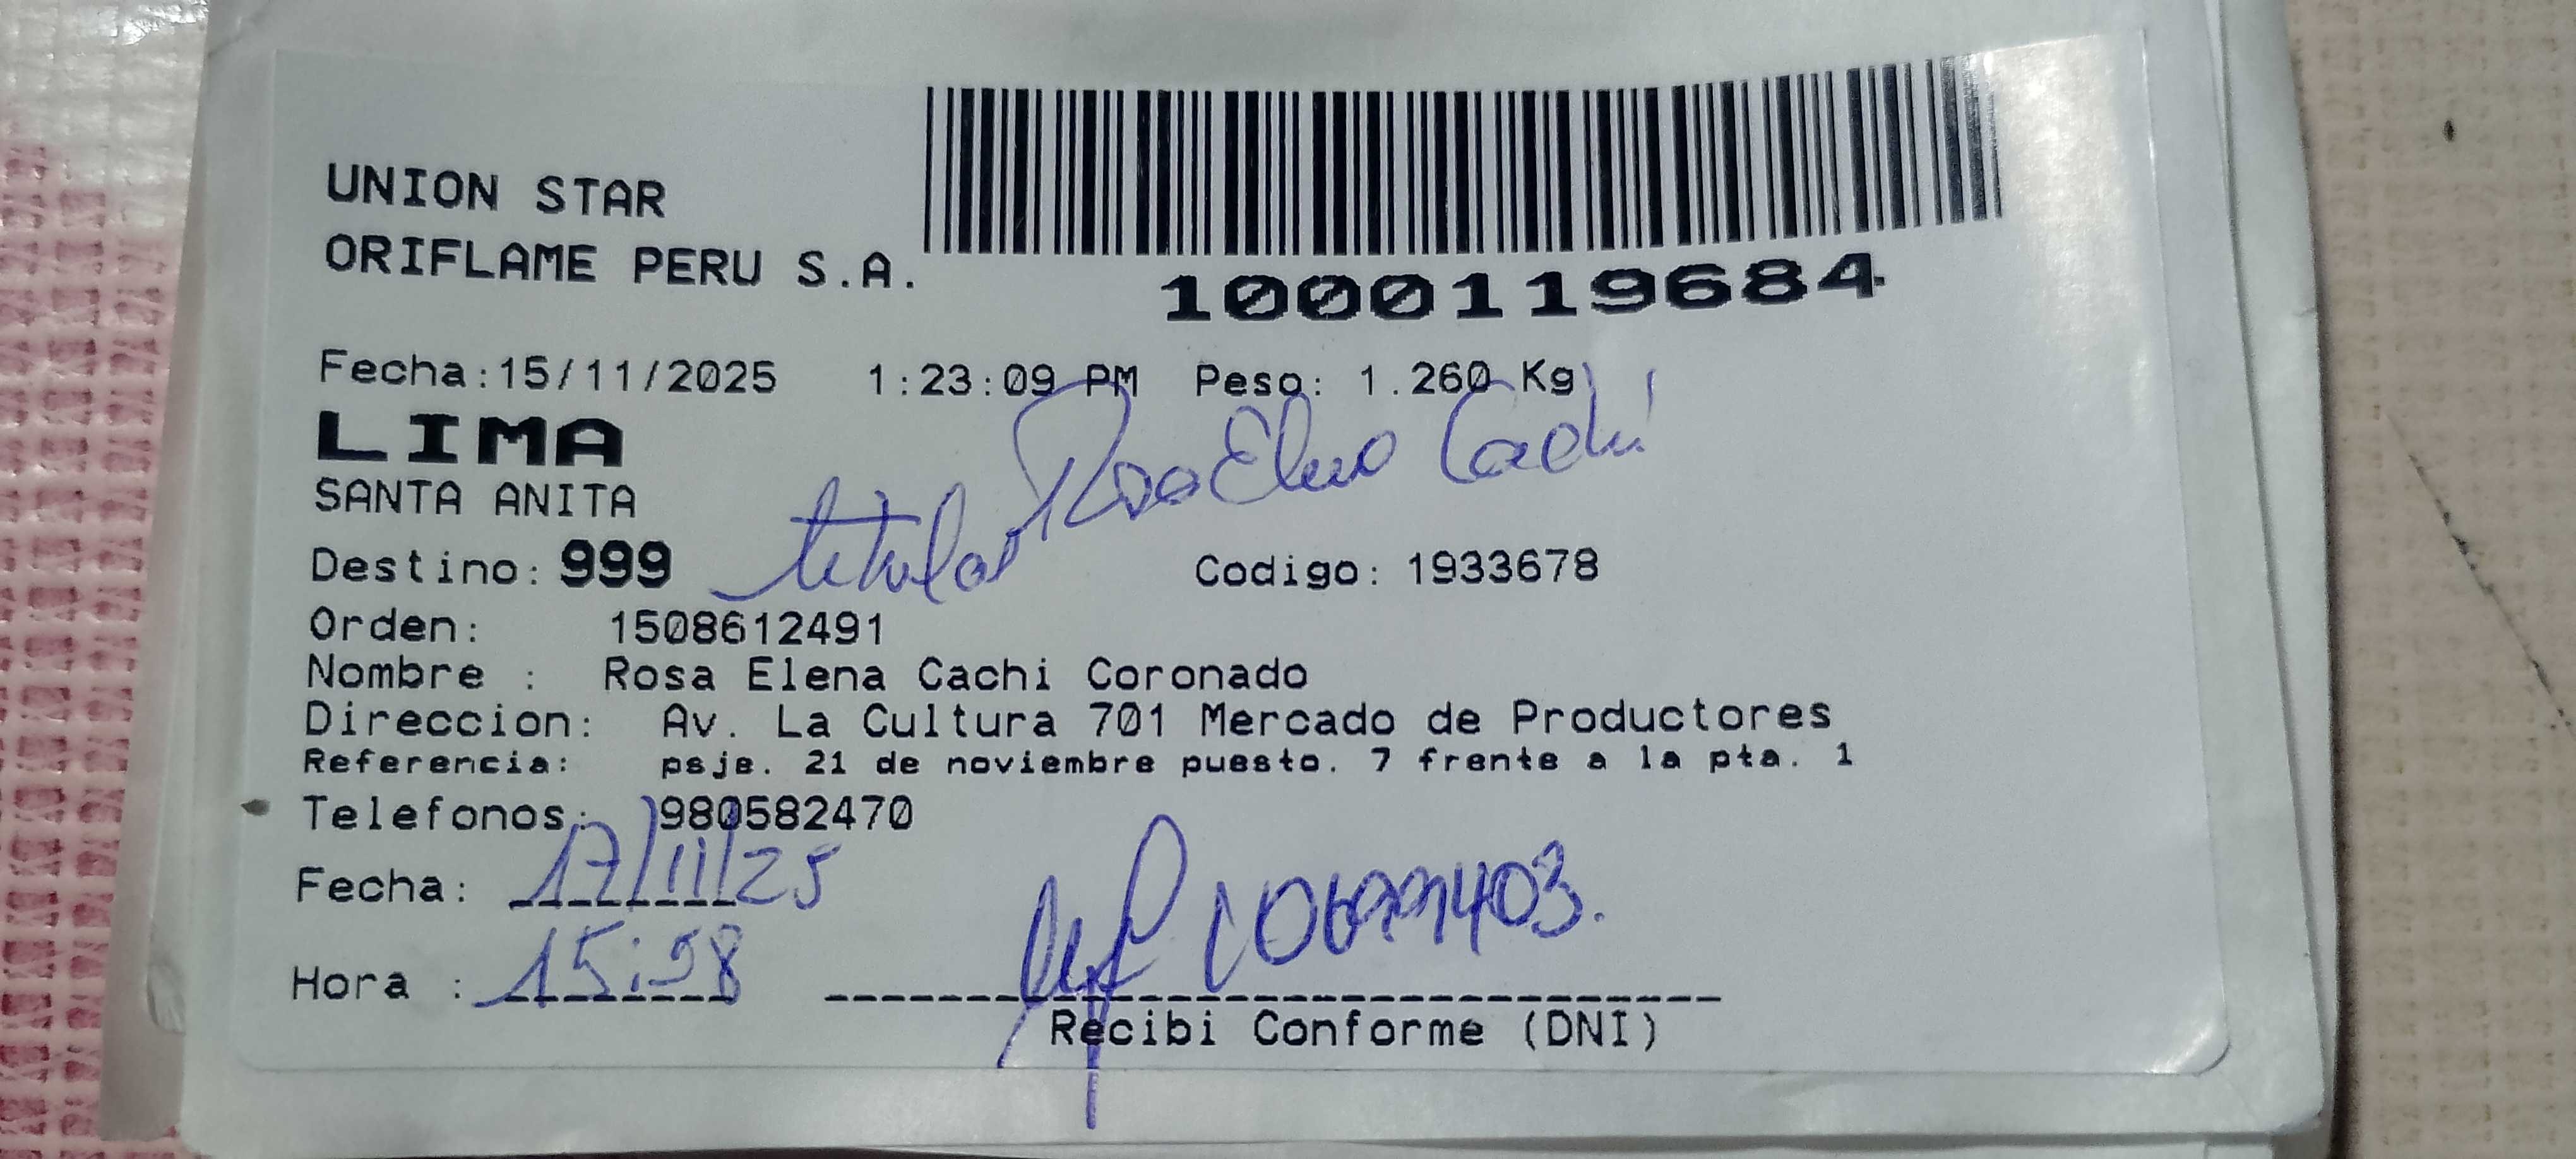 UNION STAR
ORIFLAME PERU S.A.
1000119684
Fecha:15/11/2025 1:23:09 PM Peso: 1.260 Kg
LIMA
SANTA ANITA
titular Rosa Elena Cachi
Destino: 999 Codigo: 1933678
Orden: 1508612491
Nombre : Rosa Elena Cachi Coronado
Direccion: Av. La Cultura 701 Mercado de Productores
Referencia: psje. 21 de noviembre puesto. 7 frente a la pta. 1
Telefonos: 980582470
Fecha: 17/11/25
Hora :
Recibi Conforme (DNI)